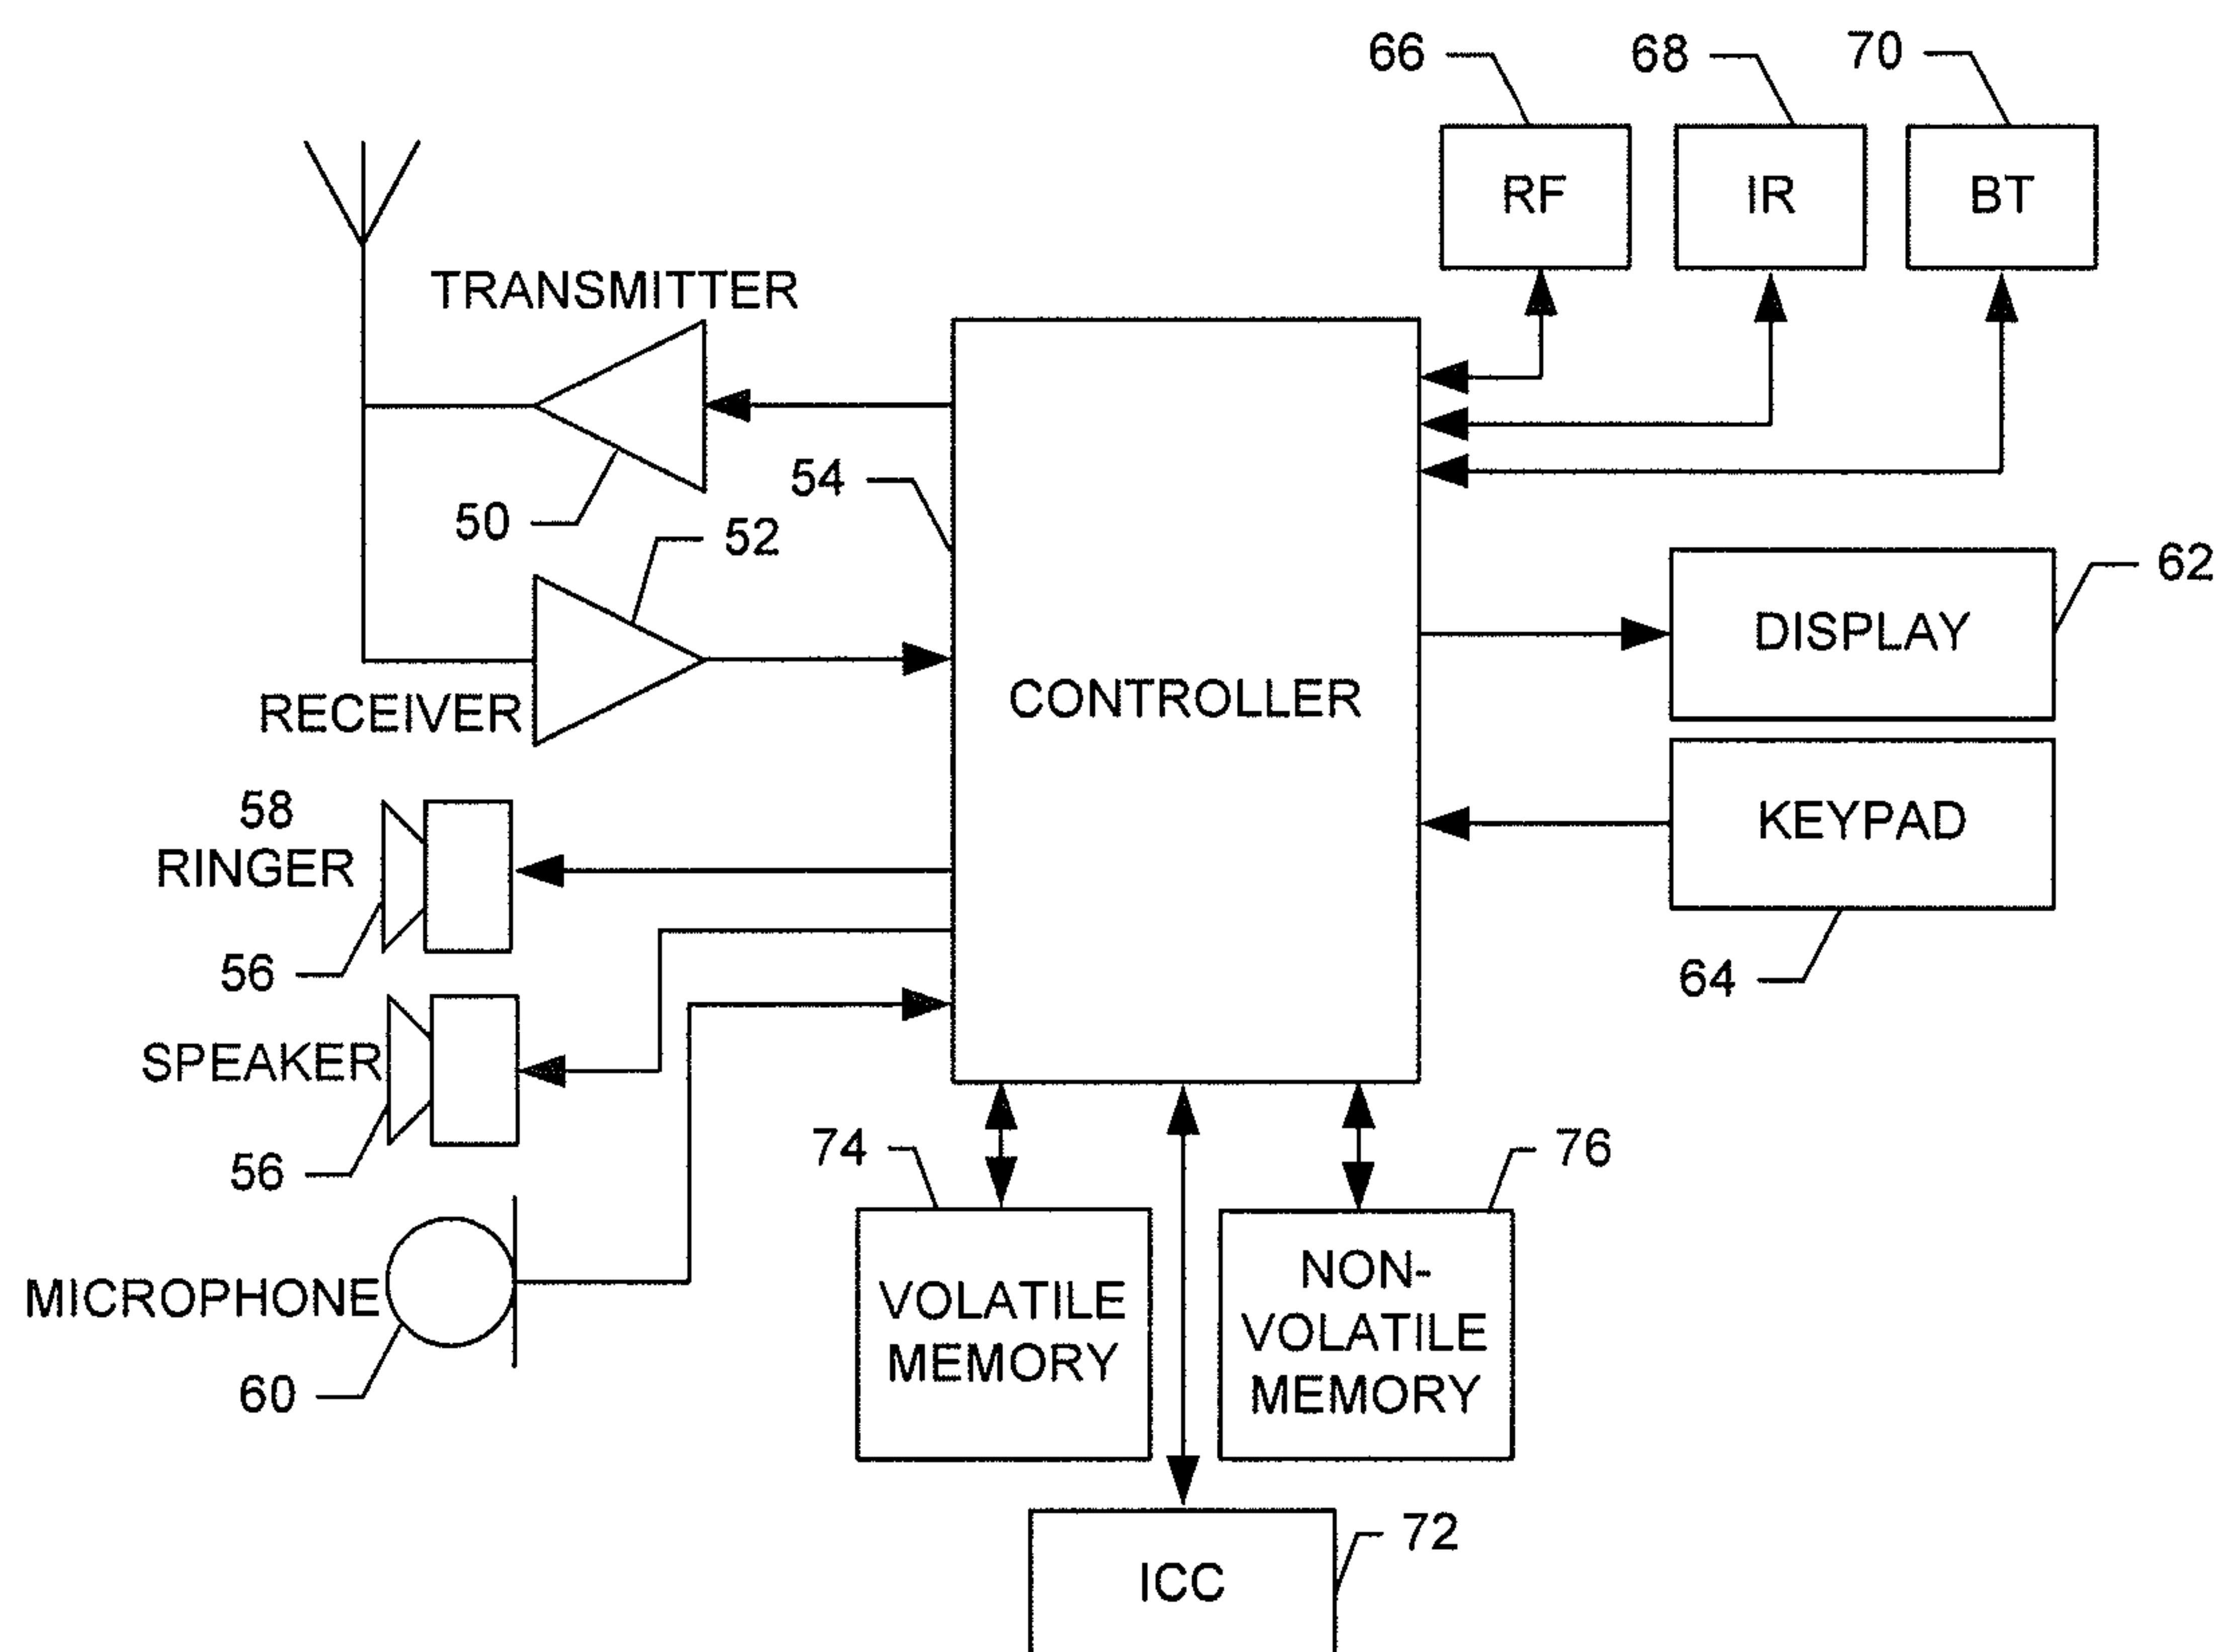 66
68
70
RF
IR
BT
TRANSMITTER
54
50
52
62
DISPLAY
CONTROLLER
RECEIVER
58
RINGER
KEYPAD
56
64
SPEAKER
56
74
76
MICROPHONE
60
VOLATILE
MEMORY
NON-
VOLATILE
MEMORY
72
ICC